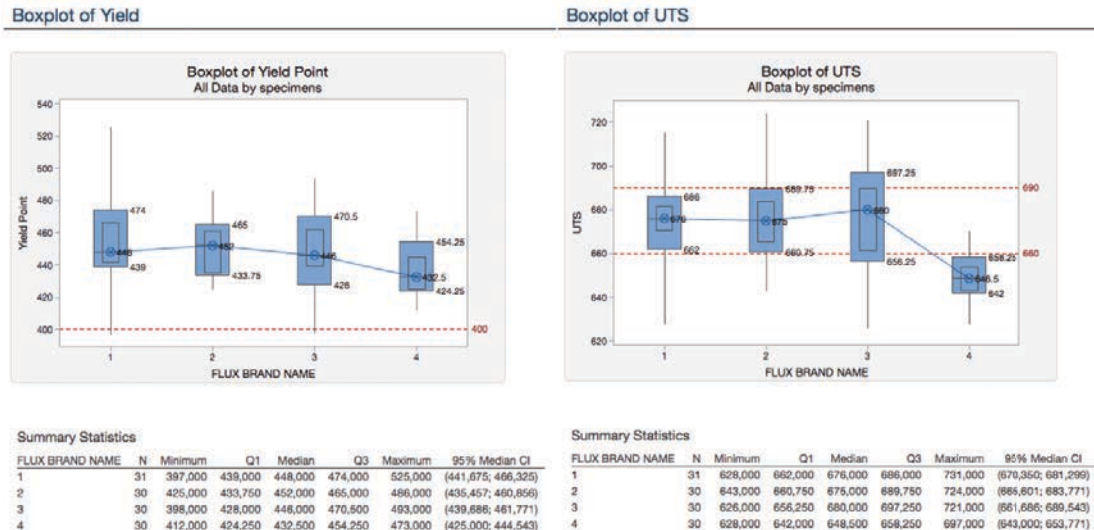 Boxplot of Yield
Boxplot of Yield Point
All Data by specimens
540
520
500
480
460
440
420
400
Yield Point
474
448
439
465
452
433.75
470.5
446
428
454.25
432.5
424.25
400
1 2 3 4
FLUX BRAND NAME
Summary Statistics
FLUX BRAND NAME N Minimum Q1 Median Q3 Maximum 95% Median CI
1 31 397,000 439,000 448,000 474,000 525,000 (441,675; 466,325)
2 30 425,000 433,750 452,000 465,000 486,000 (435,457; 460,856)
3 30 398,000 428,000 446,000 470,500 493,000 (439,686; 461,771)
4 30 412,000 424,250 432,500 454,250 473,000 (425,000; 444,543)
Boxplot of UTS
Boxplot of UTS
All Data by specimens
720
700
680
660
640
620
UTS
686
676
662
689.75
675
660.75
697.25
680
656.25
658.25
648.5
642
690
660
1 2 3 4
FLUX BRAND NAME
Summary Statistics
FLUX BRAND NAME N Minimum Q1 Median Q3 Maximum 95% Median CI
1 31 628,000 662,000 676,000 686,000 731,000 (670,350; 681,299)
2 30 643,000 660,750 675,000 689,750 724,000 (665,601; 683,771)
3 30 626,000 656,250 680,000 697,250 721,000 (661,686; 689,543)
4 30 628,000 642,000 648,500 658,250 697,000 (643,000; 653,771)